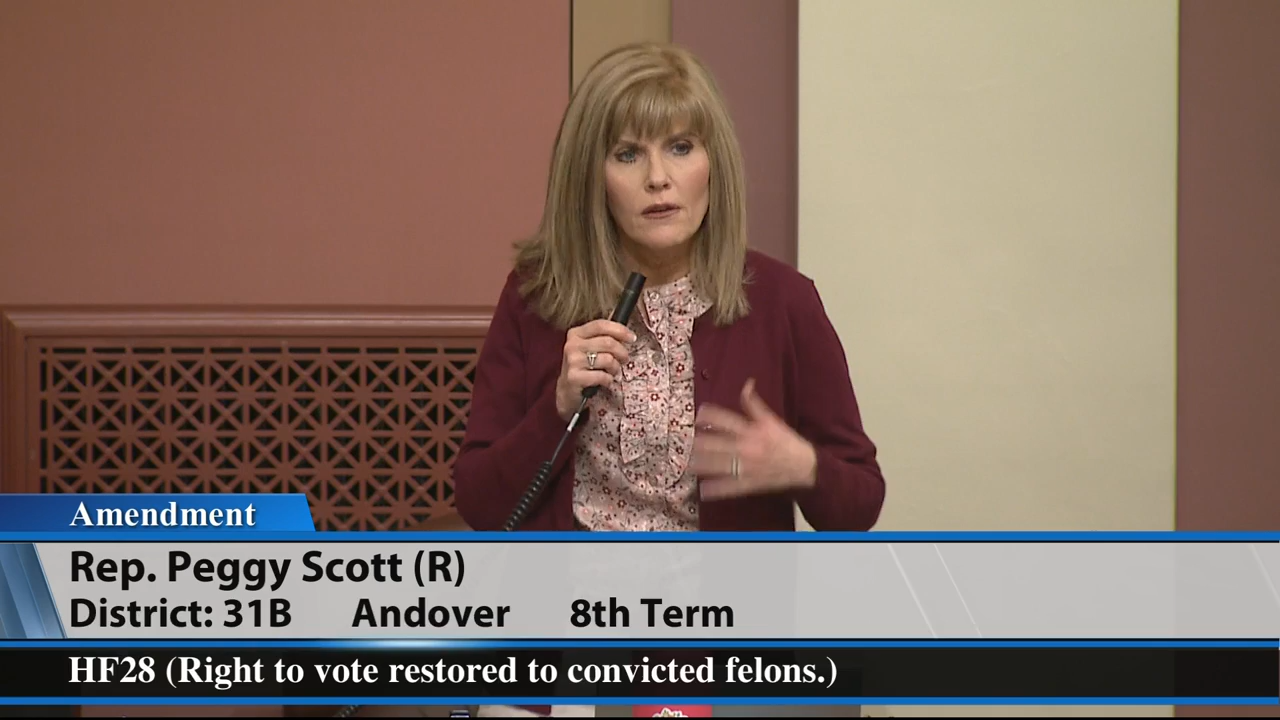 Amendment
Rep. Peggy Scott (R)
District: 31B Andover 8th Term
HF28 (Right to vote restored to convicted felons.)